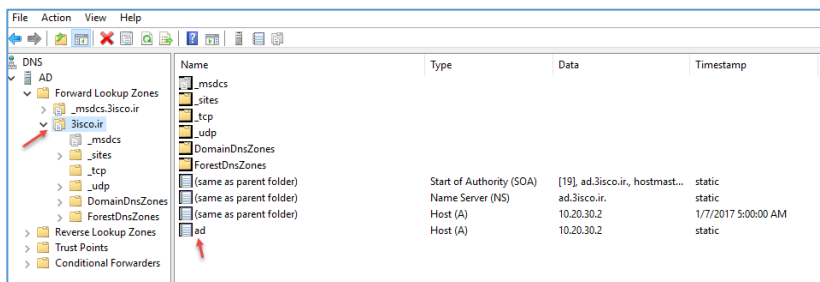 File Action View Help
DNS
AD
Forward Lookup Zones
_msdcs.3isco.ir
3isco.ir
_msdcs
_sites
_tcp
_udp
DomainDnsZones
ForestDnsZones
Reverse Lookup Zones
Trust Points
Conditional Forwarders
Name Type Data Timestamp
_msdcs
_sites
_tcp
_udp
DomainDnsZones
ForestDnsZones
(same as parent folder) Start of Authority (SOA) [19], ad.3isco.ir., hostmast... static
(same as parent folder) Name Server (NS) ad.3isco.ir. static
(same as parent folder) Host (A) 10.20.30.2 1/7/2017 5:00:00 AM
ad Host (A) 10.20.30.2 static